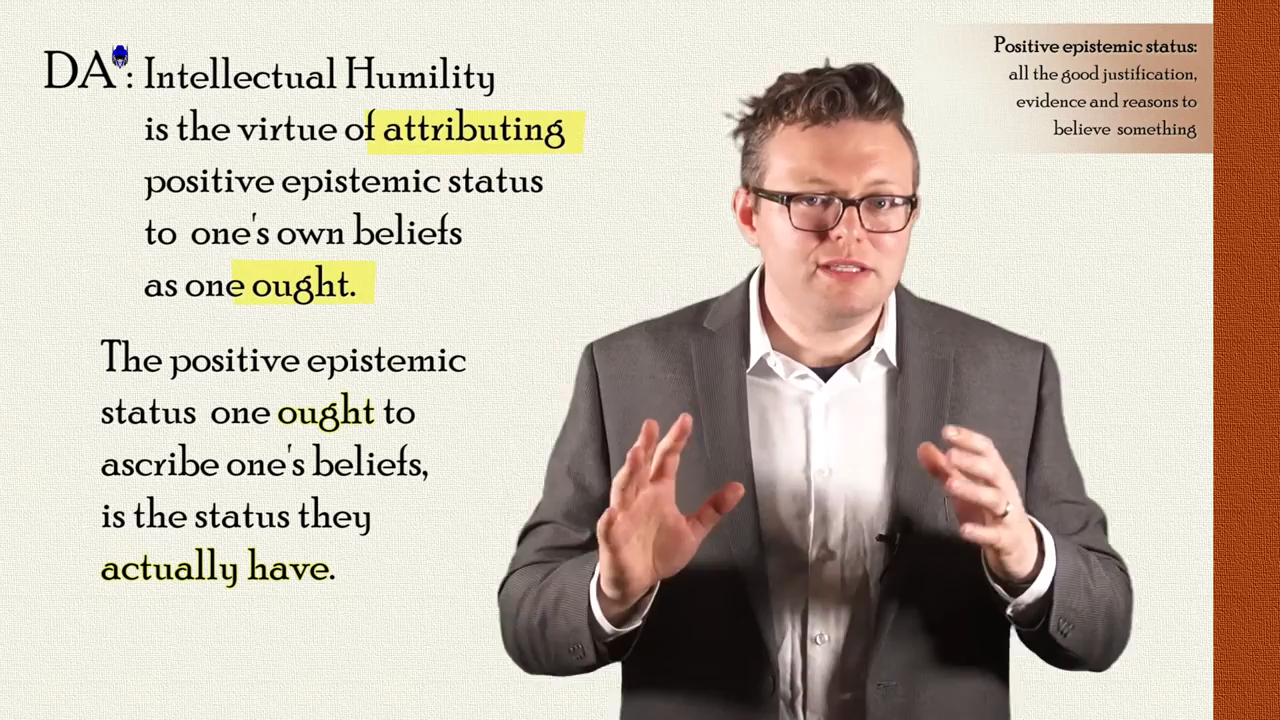 DA : Intellectual Humility
is the virtue of attributing
positive epistemic status
to one's own beliefs
as one ought.
The positive epistemic
status one ought to
ascribe one's beliefs,
is the status they
actually have.
Positive epistemic status:
all the good justification,
evidence and reasons to
believe something